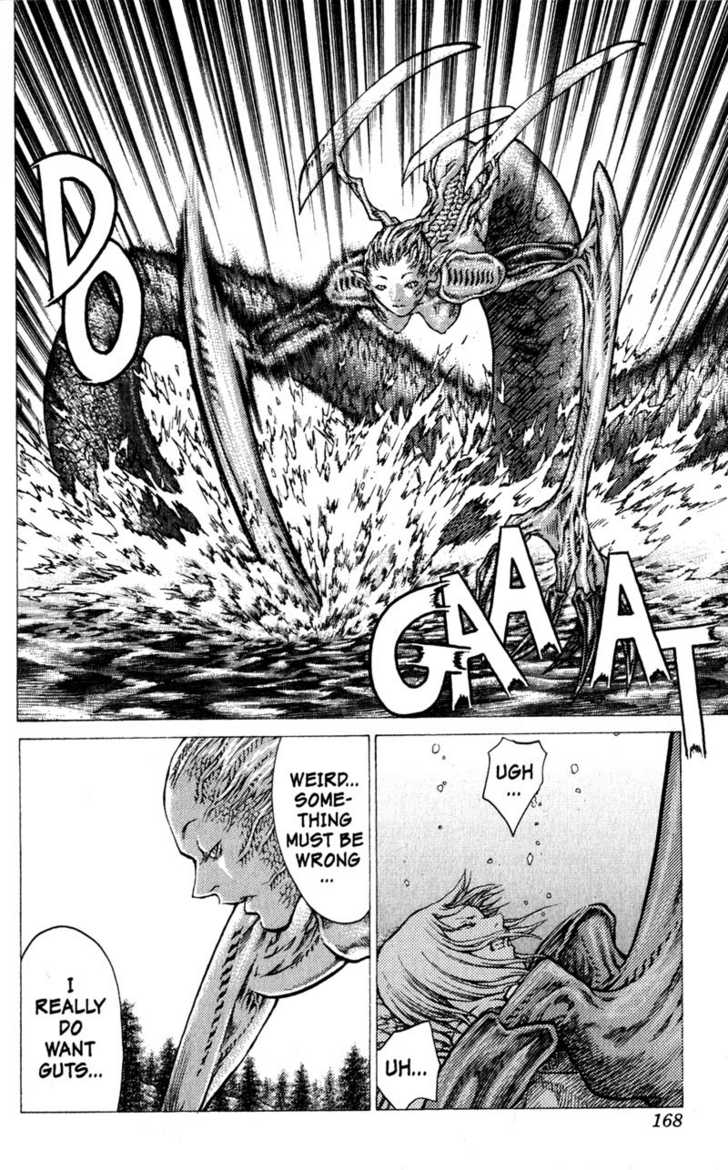 DO
GAAAT
WEIRD...
SOME-
THING
MUST BE
WRONG
...
I
REALLY
DO
WANT
GUTS...
UGH
...
UH...
168